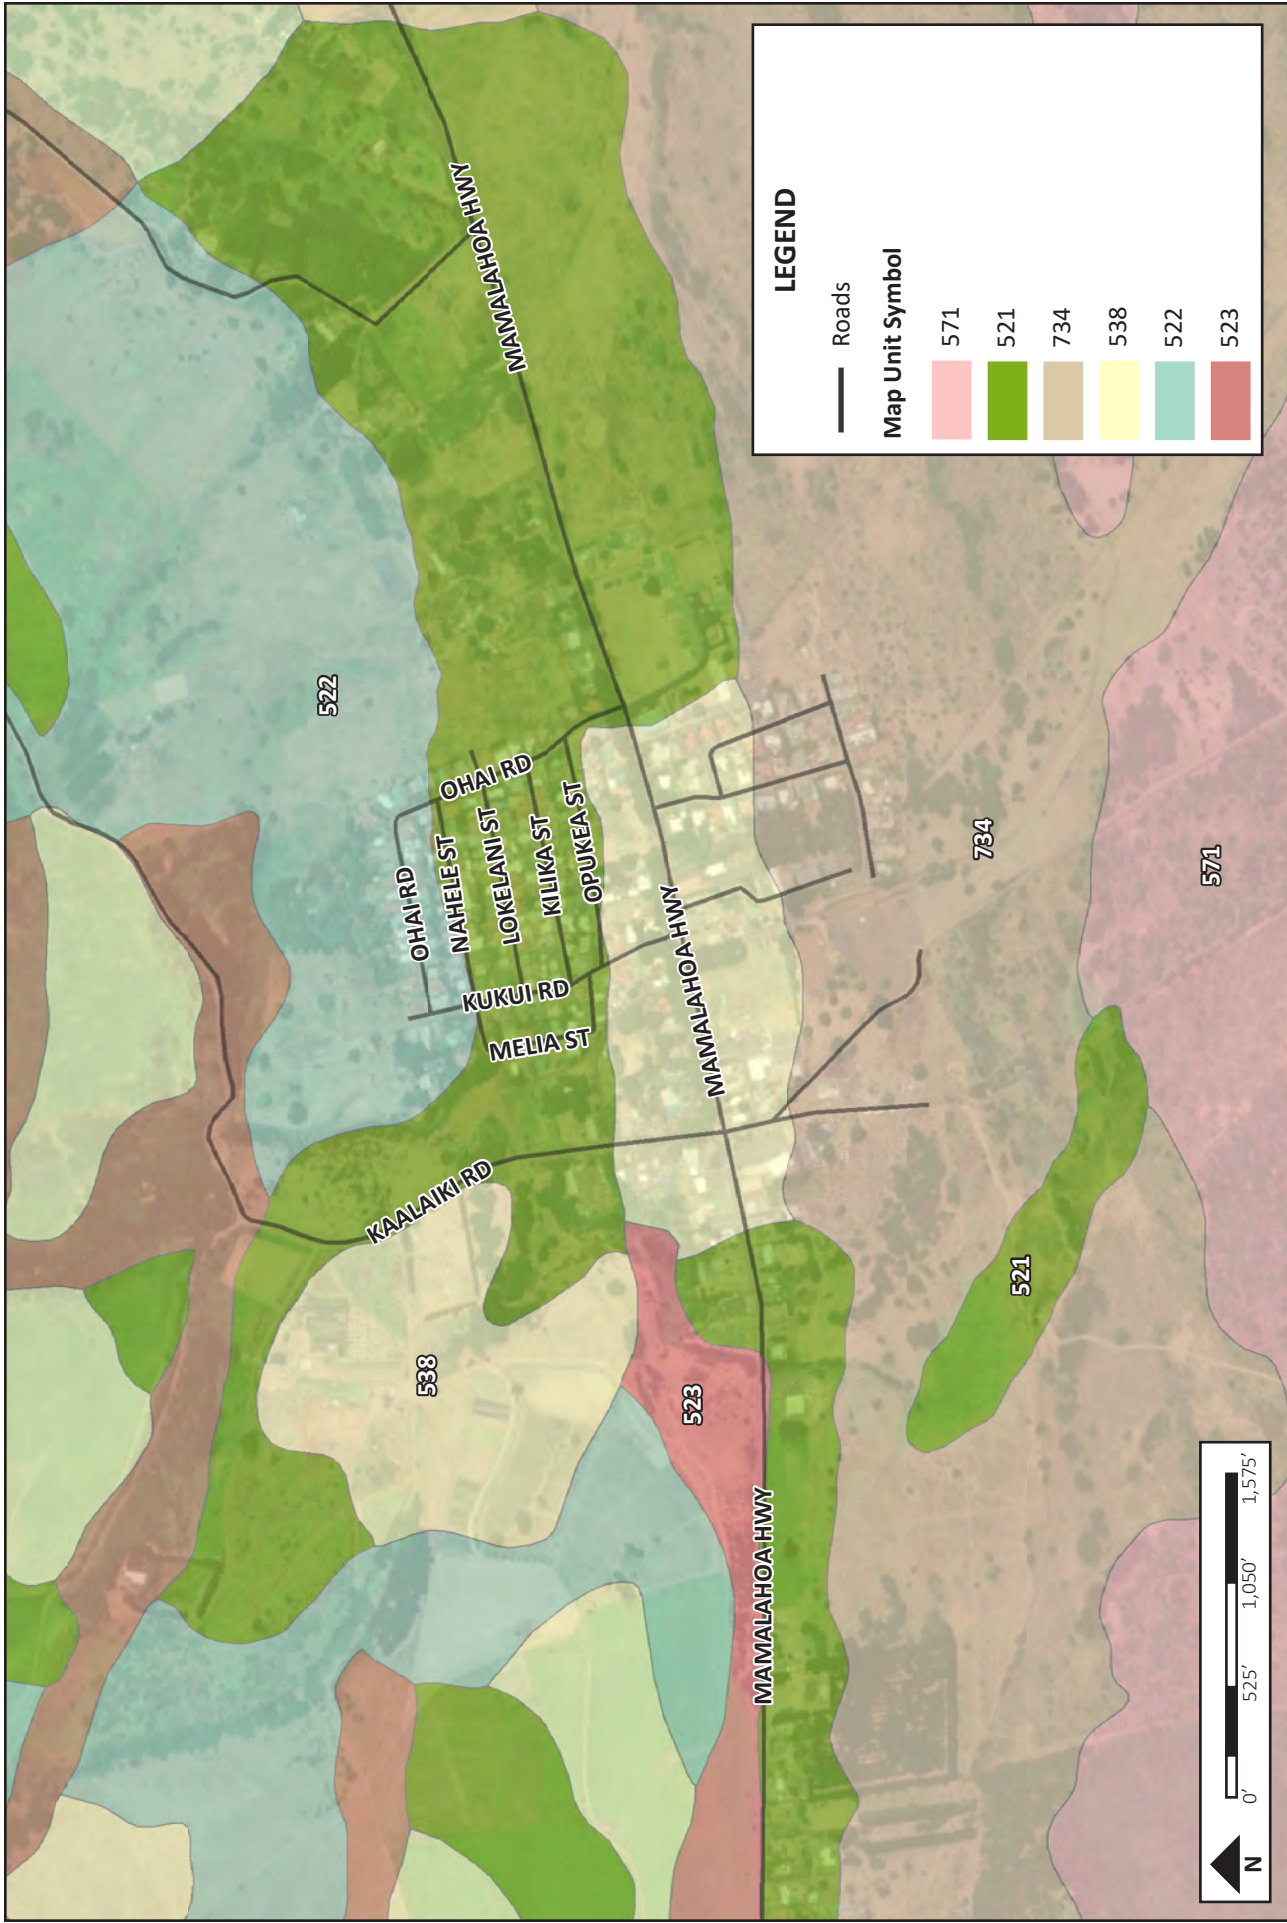 MAMALAHOA HWY
522
OHAI RD
OHAI RD
NAHELE ST
LOKELANI ST
KILIKA ST
OPUKEA ST
KUKUI RD
MELIA ST
MAMALAHOA HWY
KAALAIKI RD
538
523
MAMALAHOA HWY
734
571
521
LEGEND
Roads
Map Unit Symbol
571
521
734
538
522
523
N
0' 525' 1,050' 1,575'